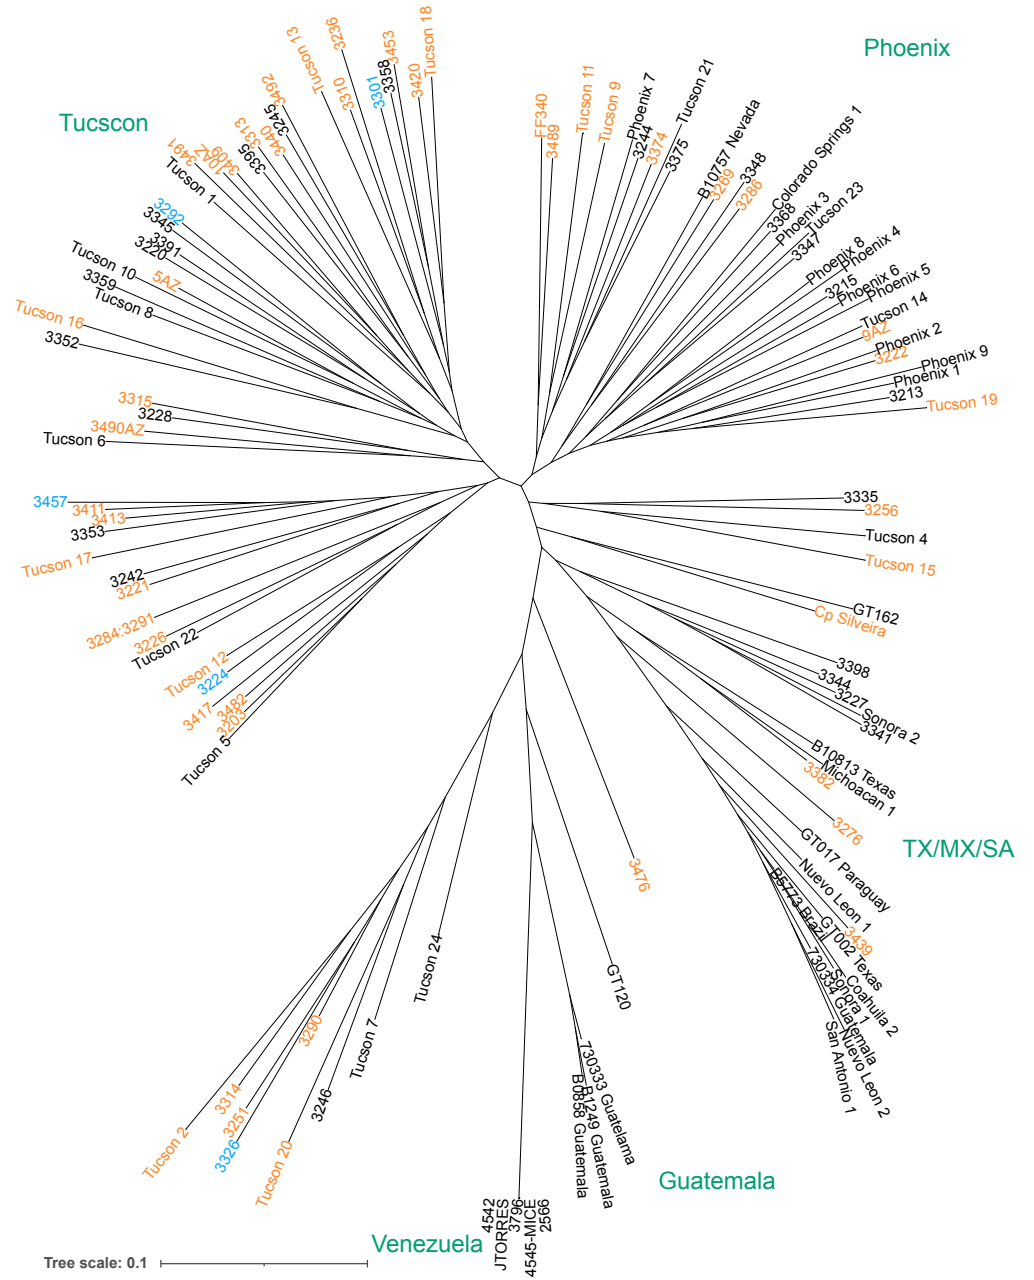 Phoenix
Tucscon
TX/MX/SA
Guatemala
Venezuela
Tree scale: 0.1
Tucson 18
3420
3453
3358
3301
3236
3310
Tucson 13
3492
3245
3440
3313
3395
3409
10AZ
3491
Tucson 1
3292
3345
3391
3220
5AZ
Tucson 10
3359
Tucson 8
Tucson 16
3352
3315
3228
3490AZ
Tucson 6
3457
3411
3413
3353
Tucson 17
3242
3221
3284:3291
3226
Tucson 22
Tucson 12
3224
3417
3482
3203
Tucson 5
FF340
3489
Tucson 11
Tucson 9
Phoenix 7
3244
3374
Tucson 21
3375
B10757 Nevada
3269
3348
3286
Colorado Springs 1
3368
Phoenix 3
Tucson 23
3347
Phoenix 8
Phoenix 4
3215
Phoenix 6
Phoenix 5
Tucson 14
9AZ
Phoenix 2
3222
Phoenix 9
Phoenix 1
3213
Tucson 19
3335
3256
Tucson 4
Tucson 15
GT162
Cp Silveira
3398
3344
3227
Sonora 2
3341
B10813 Texas
Michoacan 1
3382
3276
GT017 Paraguay
Nuevo Leon 1
3439
GT002 Texas
B5773 Brazil
Coahuila 2
Sonora 1
730334 Guatemala
Nuevo Leon 2
San Antonio 1
3476
GT120
730333 Guatelama
B1249 Guatemala
B0858 Guatemala
2566
4545-MICE
3796
JTORRES
4542
Tucson 24
Tucson 7
3246
Tucson 20
3290
3326
3251
3314
Tucson 2